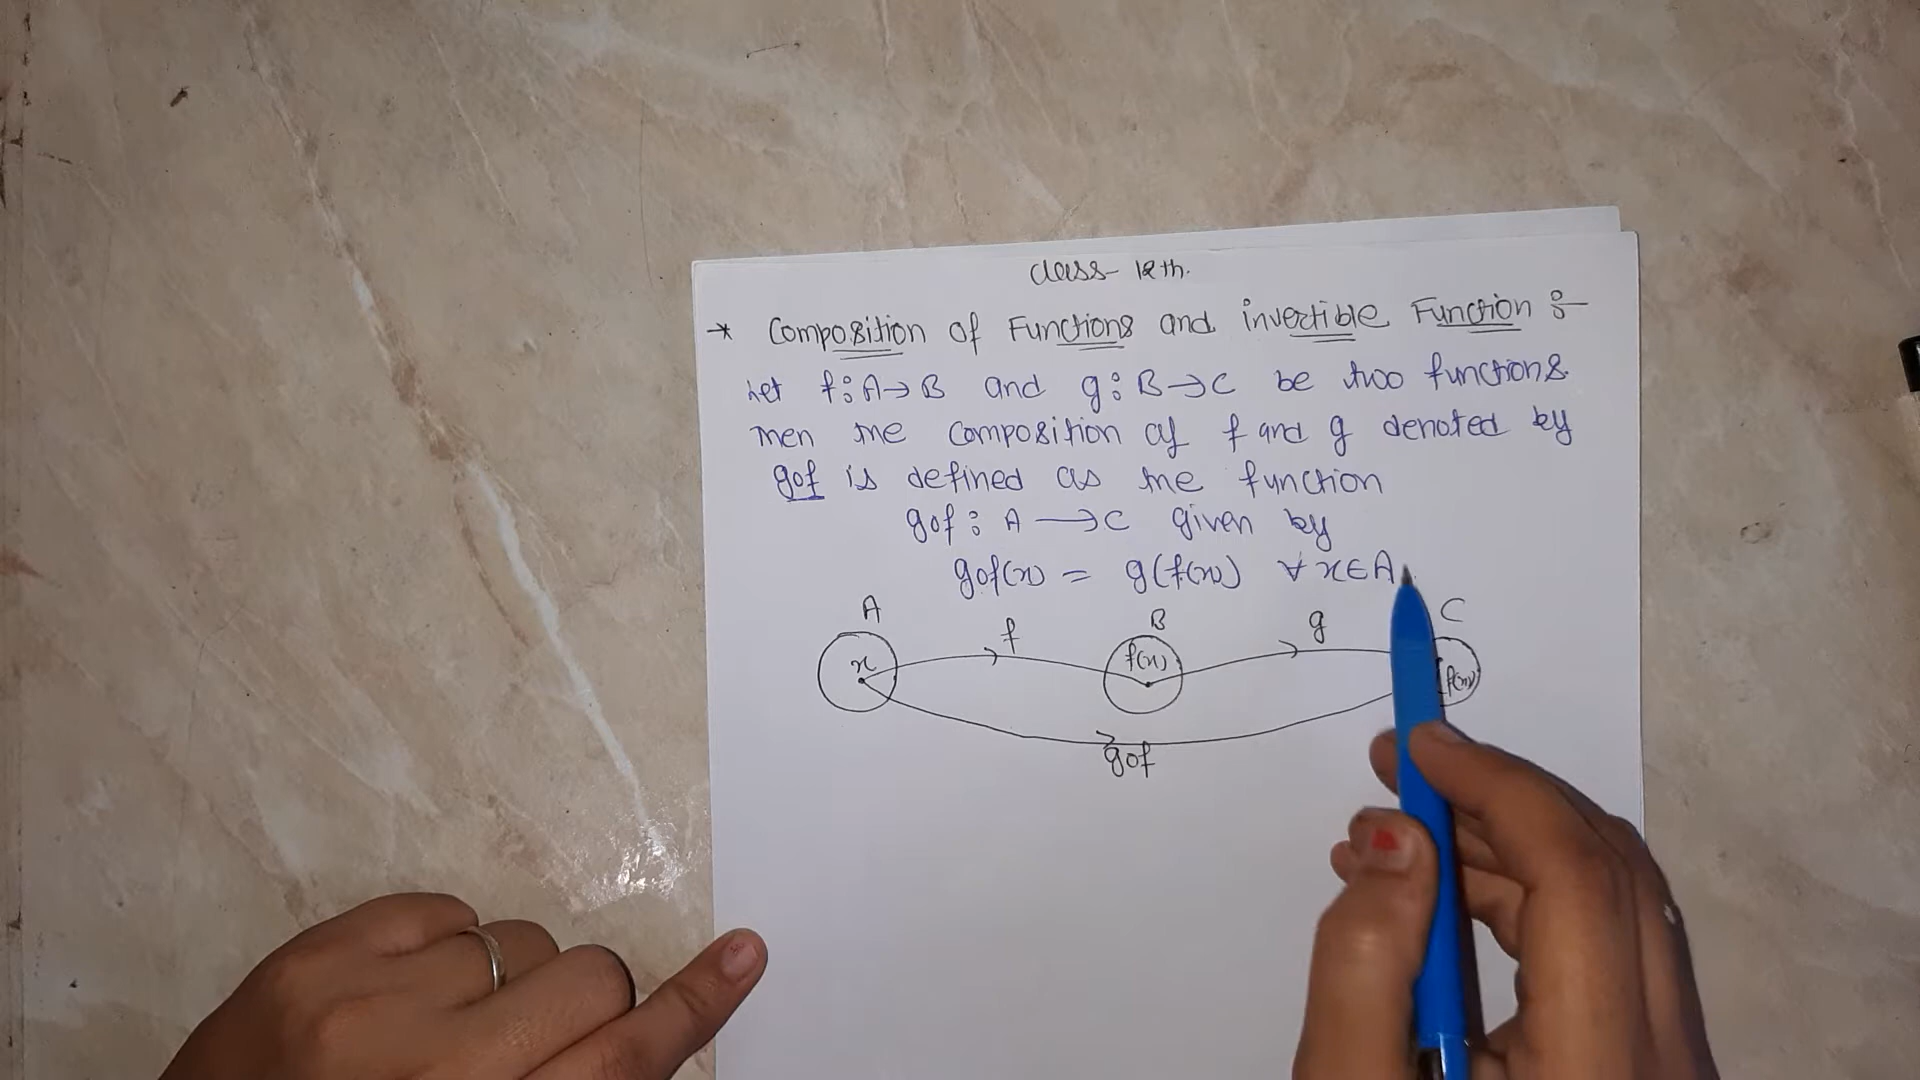 Class- 12th.
* Composition of Functions and invertible Function :-
Let f: A→B and g: B→C be two functions.
Then the composition of f and g denoted by
gof is defined as the function
gof : A ⟶ C given by
gof(x) = g(f(x)) ∀ x∈A.
A B C
f g
x f(x) (f(x))
gof